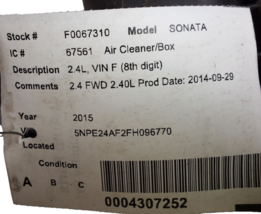 Stock # F0067310 Model SONATA
IC # 67561 Air Cleaner/Box
Description 2.4L, VIN F (8th digit)
Comments 2.4 FWD 2.40L Prod Date: 2014-09-29
Year 2015
5NPE24AF2FH096770
Located
Condition
A B C
0004307252